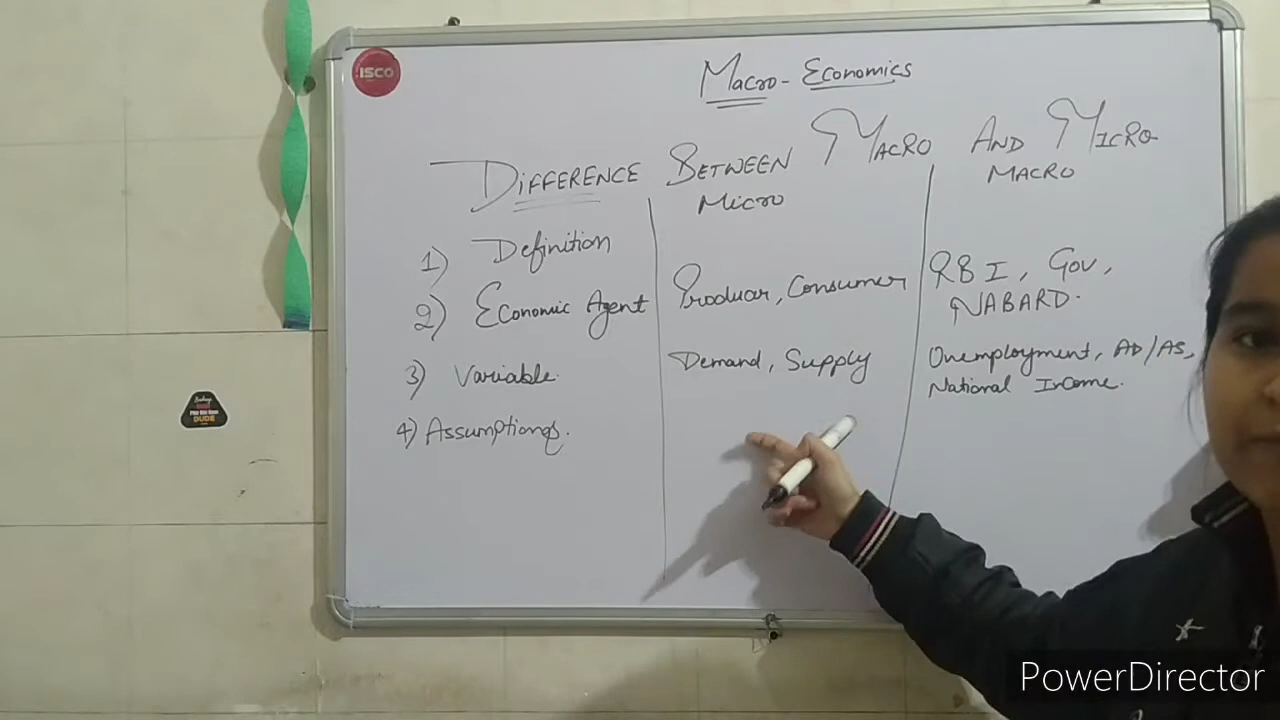 ISCO
Macro-Economics
DIFFERENCE BETWEEN MACRO AND MICRO
Micro
MACRO
1) Definition
2) Economic Agent
Producer, Consumer
RBI, Gov,
NABARD.
3) Variable.
Demand, Supply
Unemployment, AD/AS,
National Income.
4) Assumptions.
DUDE
PowerDirector